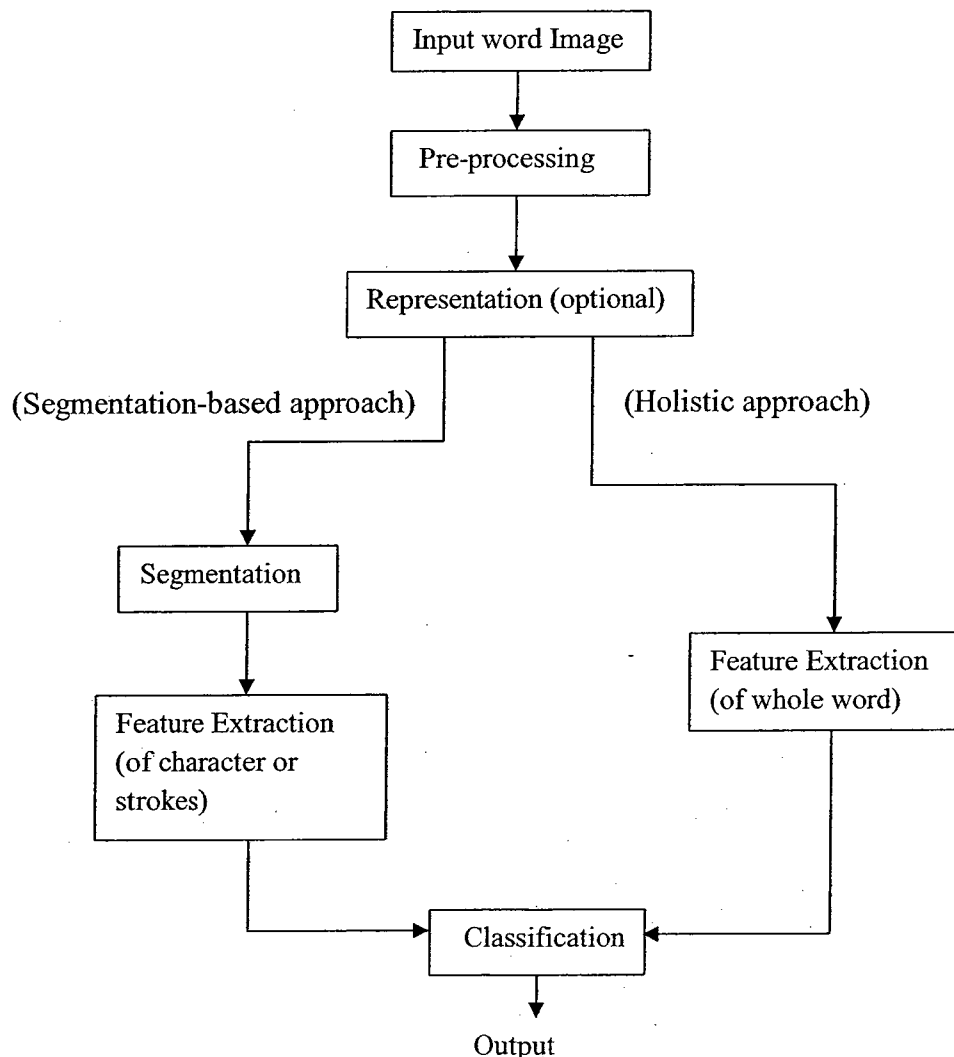 Input word Image
Pre-processing
Representation (optional)
(Segmentation-based approach)
(Holistic approach)
Segmentation
Feature Extraction
(of whole word)
Feature Extraction
(of character or
strokes)
Classification
Output